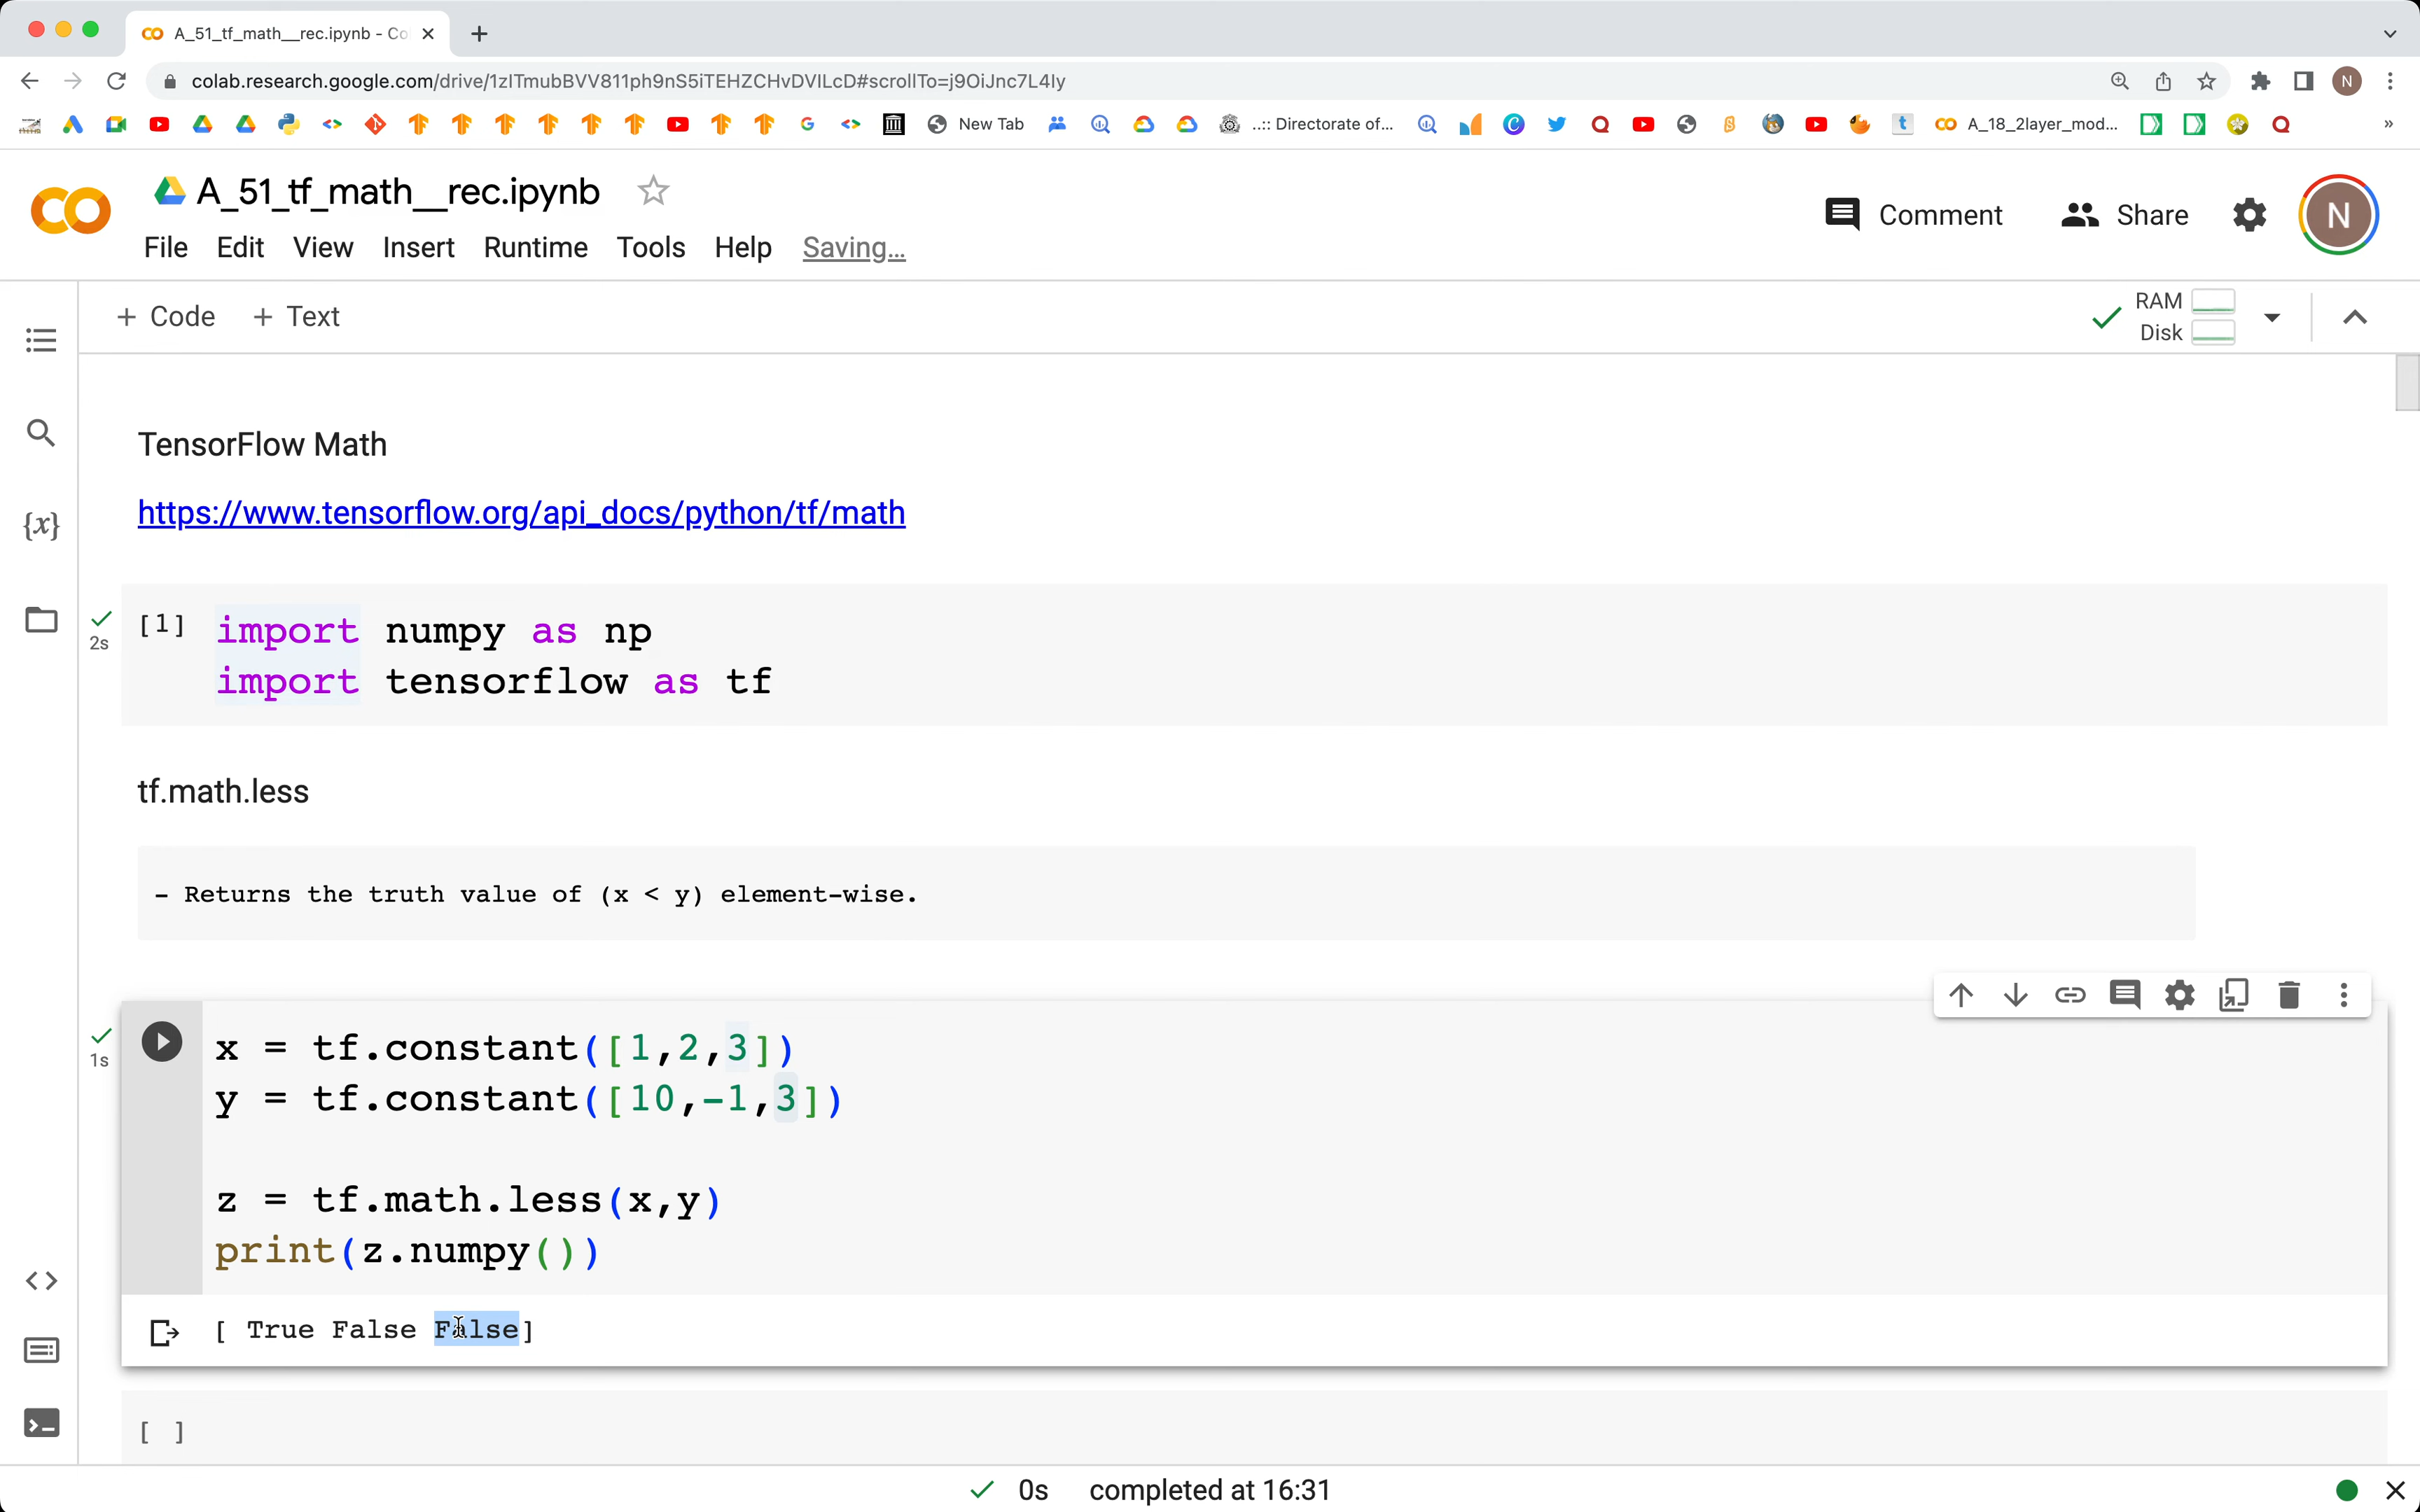 A_51_tf_math__rec.ipynb - Co
colab.research.google.com/drive/1zITmubBVV811ph9nS5iTEHZCHvDVILcD#scrollTo=j9OiJnc7L4Iy
N
New Tab
..:: Directorate of...
A_18_2layer_mod...
»
A_51_tf_math__rec.ipynb
Comment
Share
N
File Edit View Insert Runtime Tools Help Saving...
+ Code + Text
RAM
Disk
TensorFlow Math
https://www.tensorflow.org/api_docs/python/tf/math
{x}
2s
[1] import numpy as np
import tensorflow as tf
tf.math.less
- Returns the truth value of (x < y) element-wise.
1s
x = tf.constant([1,2,3])
y = tf.constant([10,-1,3])
z = tf.math.less(x,y)
print(z.numpy())
[ True False False]
[ ]
0s completed at 16:31